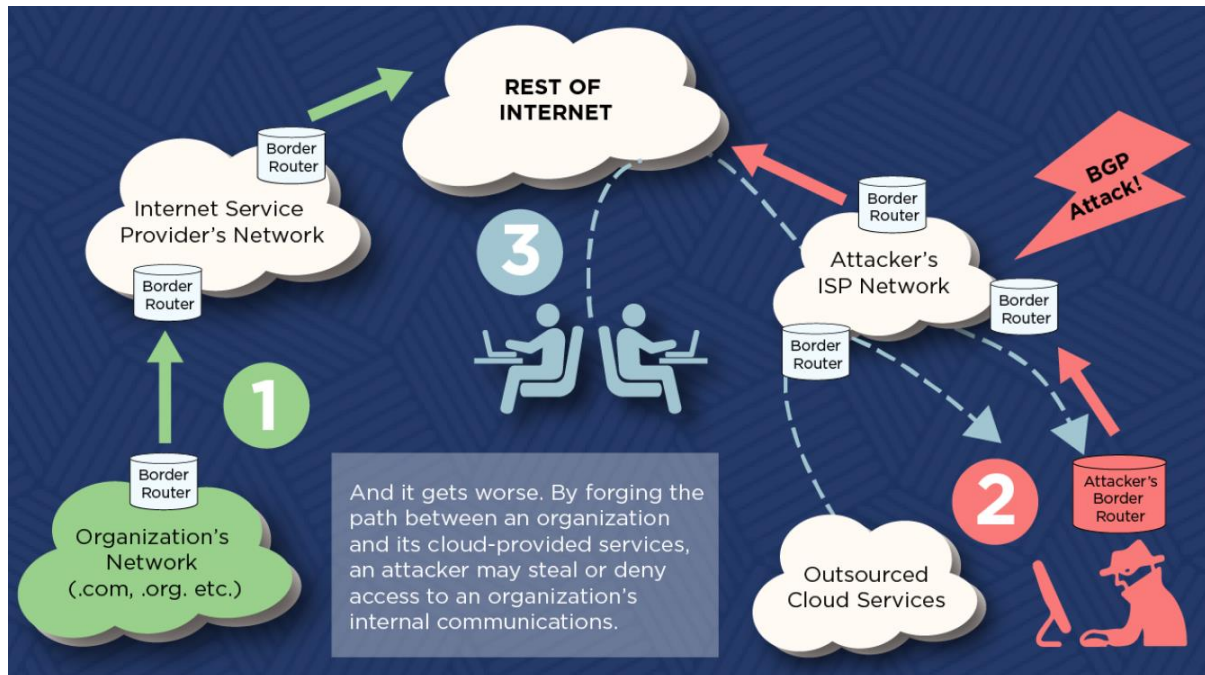 REST OF
INTERNET
Border
Router
Internet Service
Provider's Network
Border
Router
1
Border
Router
Organization's
Network
(.com, .org. etc.)
3
And it gets worse. By forging the
path between an organization
and its cloud-provided services,
an attacker may steal or deny
access to an organization's
internal communications.
BGP
Attack!
Border
Router
Attacker's
ISP Network
Border
Router
Border
Router
2
Attacker's
Border
Router
Outsourced
Cloud Services